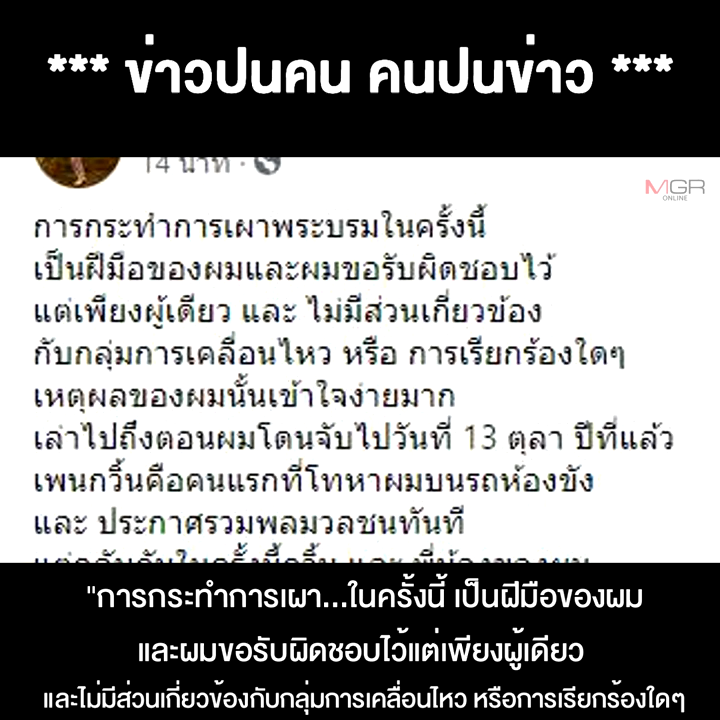 *** ข่าวปนคน คนปนข่าว ***
14 นาที ·
MGR
ONLINE
การกระทำการเผาพระบรมในครั้งนี้
เป็นฝีมือของผมและผมขอรับผิดชอบไว้
แต่เพียงผู้เดียว และ ไม่มีส่วนเกี่ยวข้อง
กับกลุ่มการเคลื่อนไหว หรือ การเรียกร้องใดๆ
เหตุผลของผมนั้นเข้าใจง่ายมาก
เล่าไปถึงตอนผมโดนจับไปวันที่ 13 ตุลา ปีที่แล้ว
เพนกวิ้นคือคนแรกที่โทหาผมบนรถห้องขัง
และ ประกาศรวมพลมวลชนทันที
"การกระทำการเผา...ในครั้งนี้ เป็นฝีมือของผม
และผมขอรับผิดชอบไว้แต่เพียงผู้เดียว
และไม่มีส่วนเกี่ยวข้องกับกลุ่มการเคลื่อนไหว หรือการเรียกร้องใดๆ